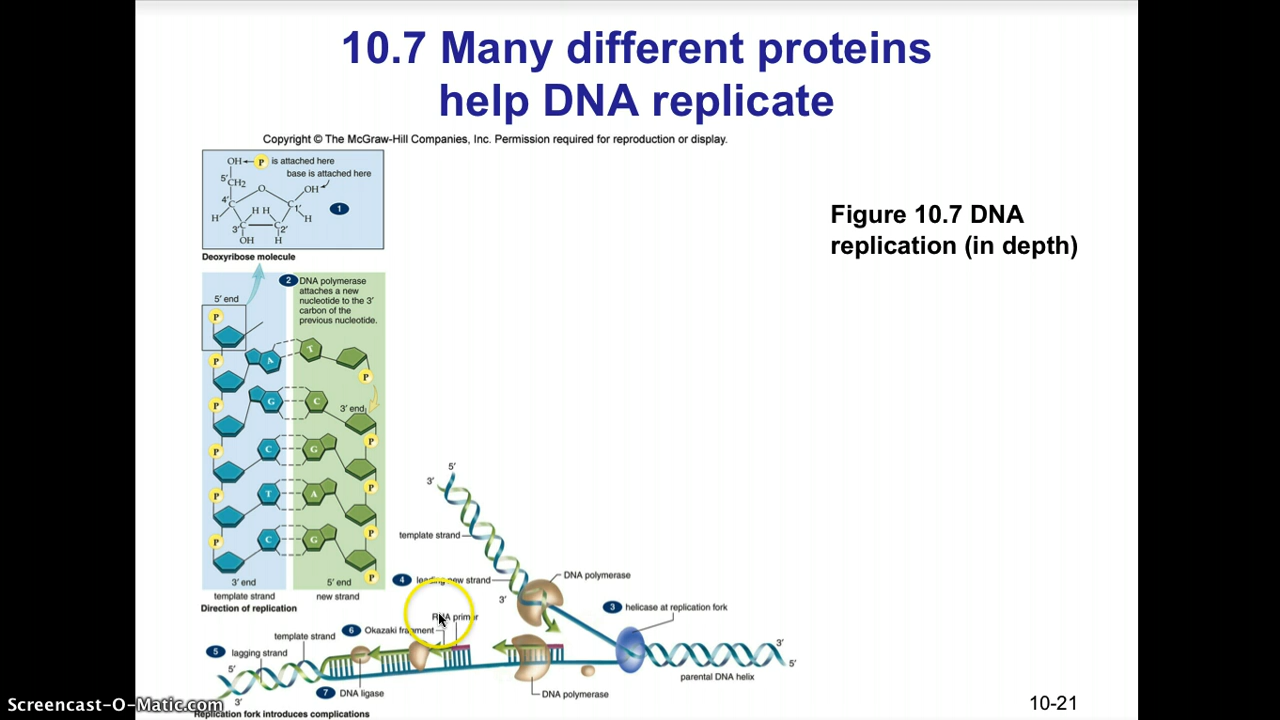 10.7 Many different proteins
help DNA replicate
Copyright © The McGraw-Hill Companies, Inc. Permission required for reproduction or display.
OH
P
is attached here
base is attached here
5′
CH2
O
OH
4′
C
C
1′
H
H H
H
3′
C
C
2′
OH
H
1
Deoxyribose molecule
2
DNA polymerase
attaches a new
nucleotide to the 3′
carbon of the
previous nucleotide.
5′ end
P
P
A
T
P
P
G
C
3′ end
P
P
C
G
P
P
T
A
P
P
C
G
P
P
3′ end
5′ end
template strand
new strand
Direction of replication
Figure 10.7 DNA
replication (in depth)
5′
3′
template strand
4
leading new strand
DNA polymerase
3′
3
helicase at replication fork
RNA primer
6
Okazaki fragment
template strand
5
lagging strand
5′
3′
7
DNA ligase
DNA polymerase
3′
5′
parental DNA helix
Replication fork introduces complications
10-21
Screencast-O-Matic.com